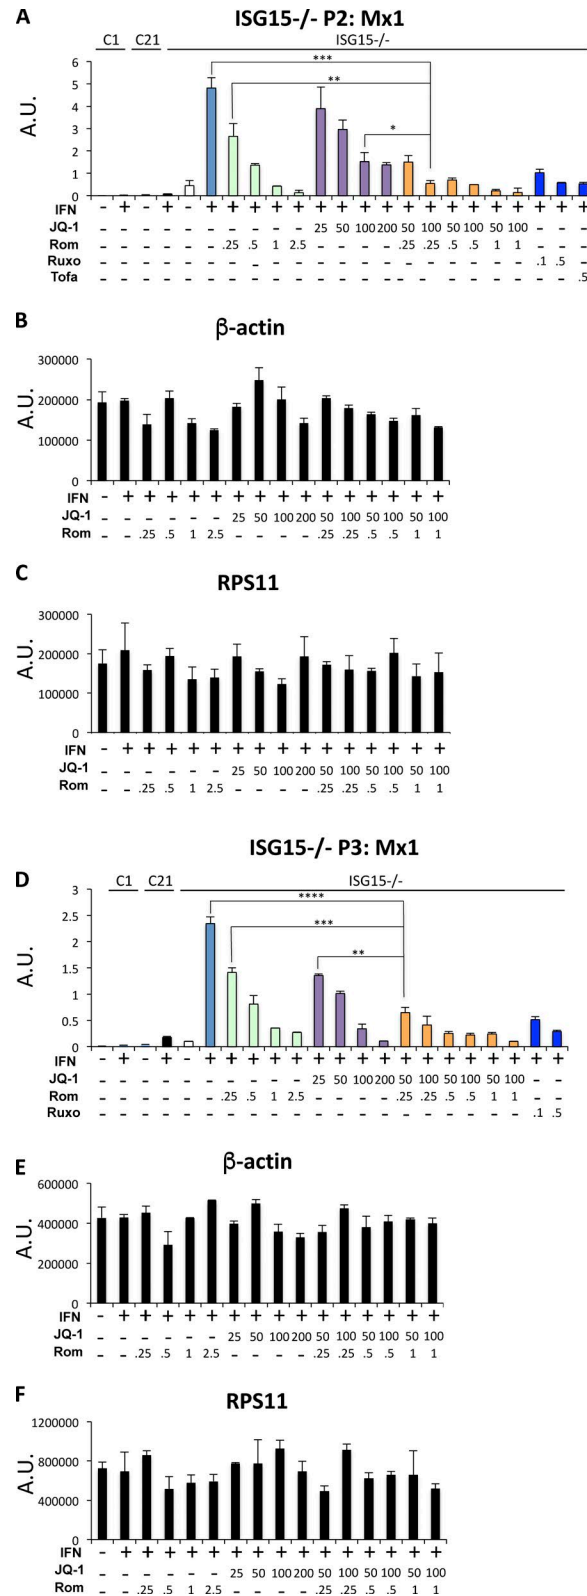 A
ISG15-/- P2: Mx1
C1 C21 ISG15-/-
A.U.
6
5
4
3
2
1
0
***
**
*
IFN - + - + - + + + + + + + + + + + + + + + + + +
JQ-1 - - - - - - - - - - 25 50 100 200 50 100 50 100 50 100 - - -
Rom - - - - - - .25 .5 1 2.5 - - - - .25 .25 .5 .5 1 1 - - -
Ruxo - - - - - - - - - - - - - - - - - - - - .1 .5 -
Tofa - - - - - - - - - - - - - - - - - - - - - - .5
B
β-actin
A.U.
300000
200000
100000
0
IFN - + + + + + + + + + + + + + + +
JQ-1 - - - - - - 25 50 100 200 50 100 50 100 50 100
Rom - - .25 .5 1 2.5 - - - - .25 .25 .5 .5 1 1
C
RPS11
A.U.
300000
200000
100000
0
IFN - + + + + + + + + + + + + + + +
JQ-1 - - - - - - 25 50 100 200 50 100 50 100 50 100
Rom - - .25 .5 1 2.5 - - - - .25 .25 .5 .5 1 1
ISG15-/- P3: Mx1
D
C1 C21 ISG15-/-
A.U.
3
2.5
2
1.5
1
0.5
0
****
***
**
IFN - + - + - + + + + + + + + + + + + + + + + +
JQ-1 - - - - - - - - - - 25 50 100 200 50 100 50 100 50 100 - -
Rom - - - - - - .25 .5 1 2.5 - - - - .25 .25 .5 .5 1 1 - -
Ruxo - - - - - - - - - - - - - - - - - - - - .1 .5
E
β-actin
A.U.
600000
400000
200000
0
IFN - + + + + + + + + + + + + + + +
JQ-1 - - - - - - 25 50 100 200 50 100 50 100 50 100
Rom - - .25 .5 1 2.5 - - - - .25 .25 .5 .5 1 1
F
RPS11
A.U.
1200000
800000
400000
0
IFN - + + + + + + + + + + + + + + +
JQ-1 - - - - - - 25 50 100 200 50 100 50 100 50 100
Rom - - .25 .5 1 2.5 - - - - .25 .25 .5 .5 1 1